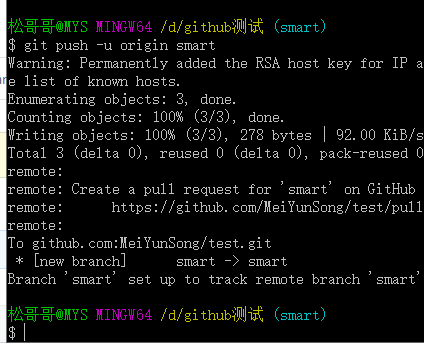 松哥哥@MYS MINGW64 /d/github测试 (smart)
$ git push -u origin smart
Warning: Permanently added the RSA host key for IP a
e list of known hosts.
Enumerating objects: 3, done.
Counting objects: 100% (3/3), done.
Writing objects: 100% (3/3), 278 bytes | 92.00 KiB/s
Total 3 (delta 0), reused 0 (delta 0), pack-reused 0
remote:
remote: Create a pull request for 'smart' on GitHub
remote:      https://github.com/MeiYunSong/test/pull
remote:
To github.com:MeiYunSong/test.git
 * [new branch]      smart -> smart
Branch 'smart' set up to track remote branch 'smart'
松哥哥@MYS MINGW64 /d/github测试 (smart)
$